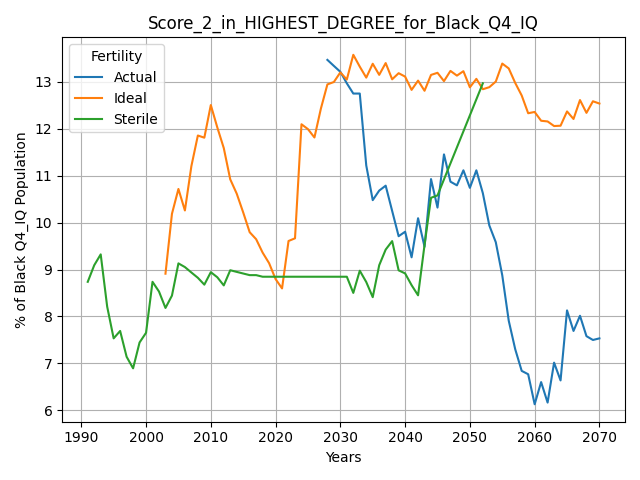 Score_2_in_HIGHEST_DEGREE_for_Black_Q4_IQ
Fertility
Actual
Ideal
Sterile
% of Black Q4_IQ Population
13
12
11
10
9
8
7
6
1990 2000 2010 2020 2030 2040 2050 2060 2070
Years